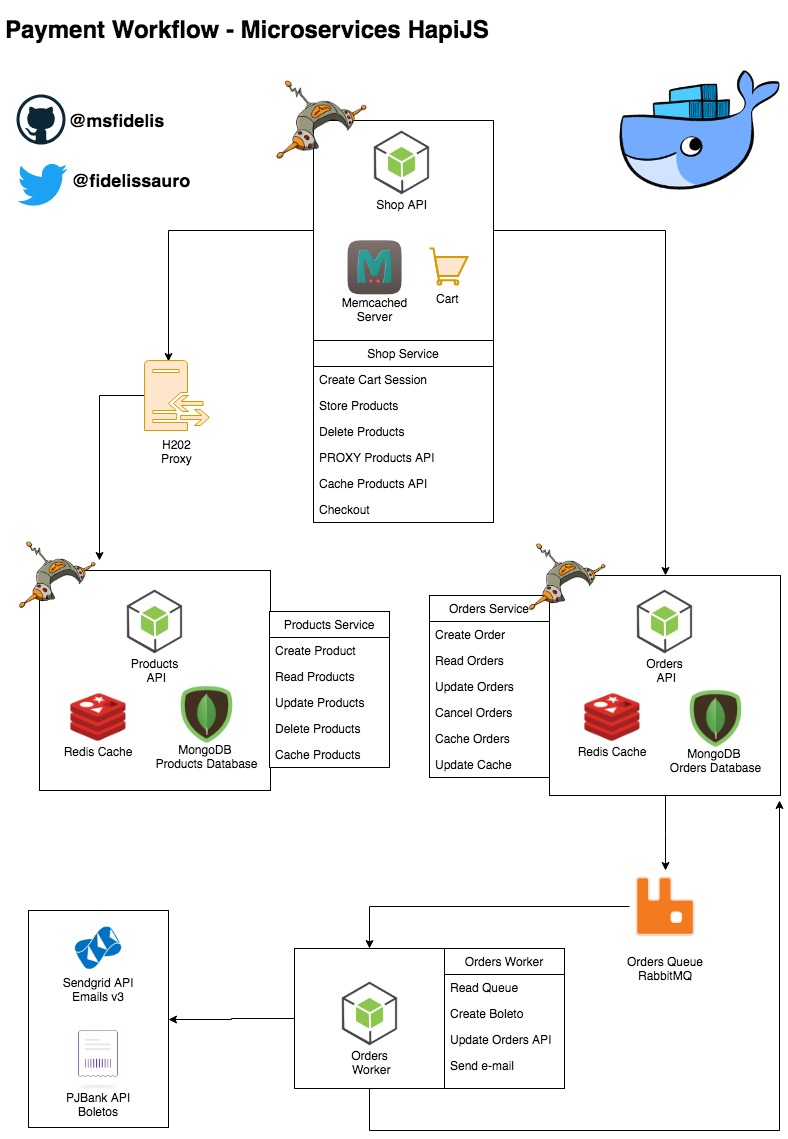 Payment Workflow - Microservices HapiJS
@msfidelis
@fidelissauro
Shop API
Memcached
Server
Cart
Shop Service
Create Cart Session
Store Products
Delete Products
PROXY Products API
Cache Products API
Checkout
H202
Proxy
Products
API
Redis Cache
MongoDB
Products Database
Products Service
Create Product
Read Products
Update Products
Delete Products
Cache Products
Orders Service
Create Order
Read Orders
Update Orders
Cancel Orders
Cache Orders
Update Cache
Orders
API
Redis Cache
MongoDB
Orders Database
Orders Queue
RabbitMQ
Sendgrid API
Emails v3
PJBank API
Boletos
Orders
Worker
Orders Worker
Read Queue
Create Boleto
Update Orders API
Send e-mail